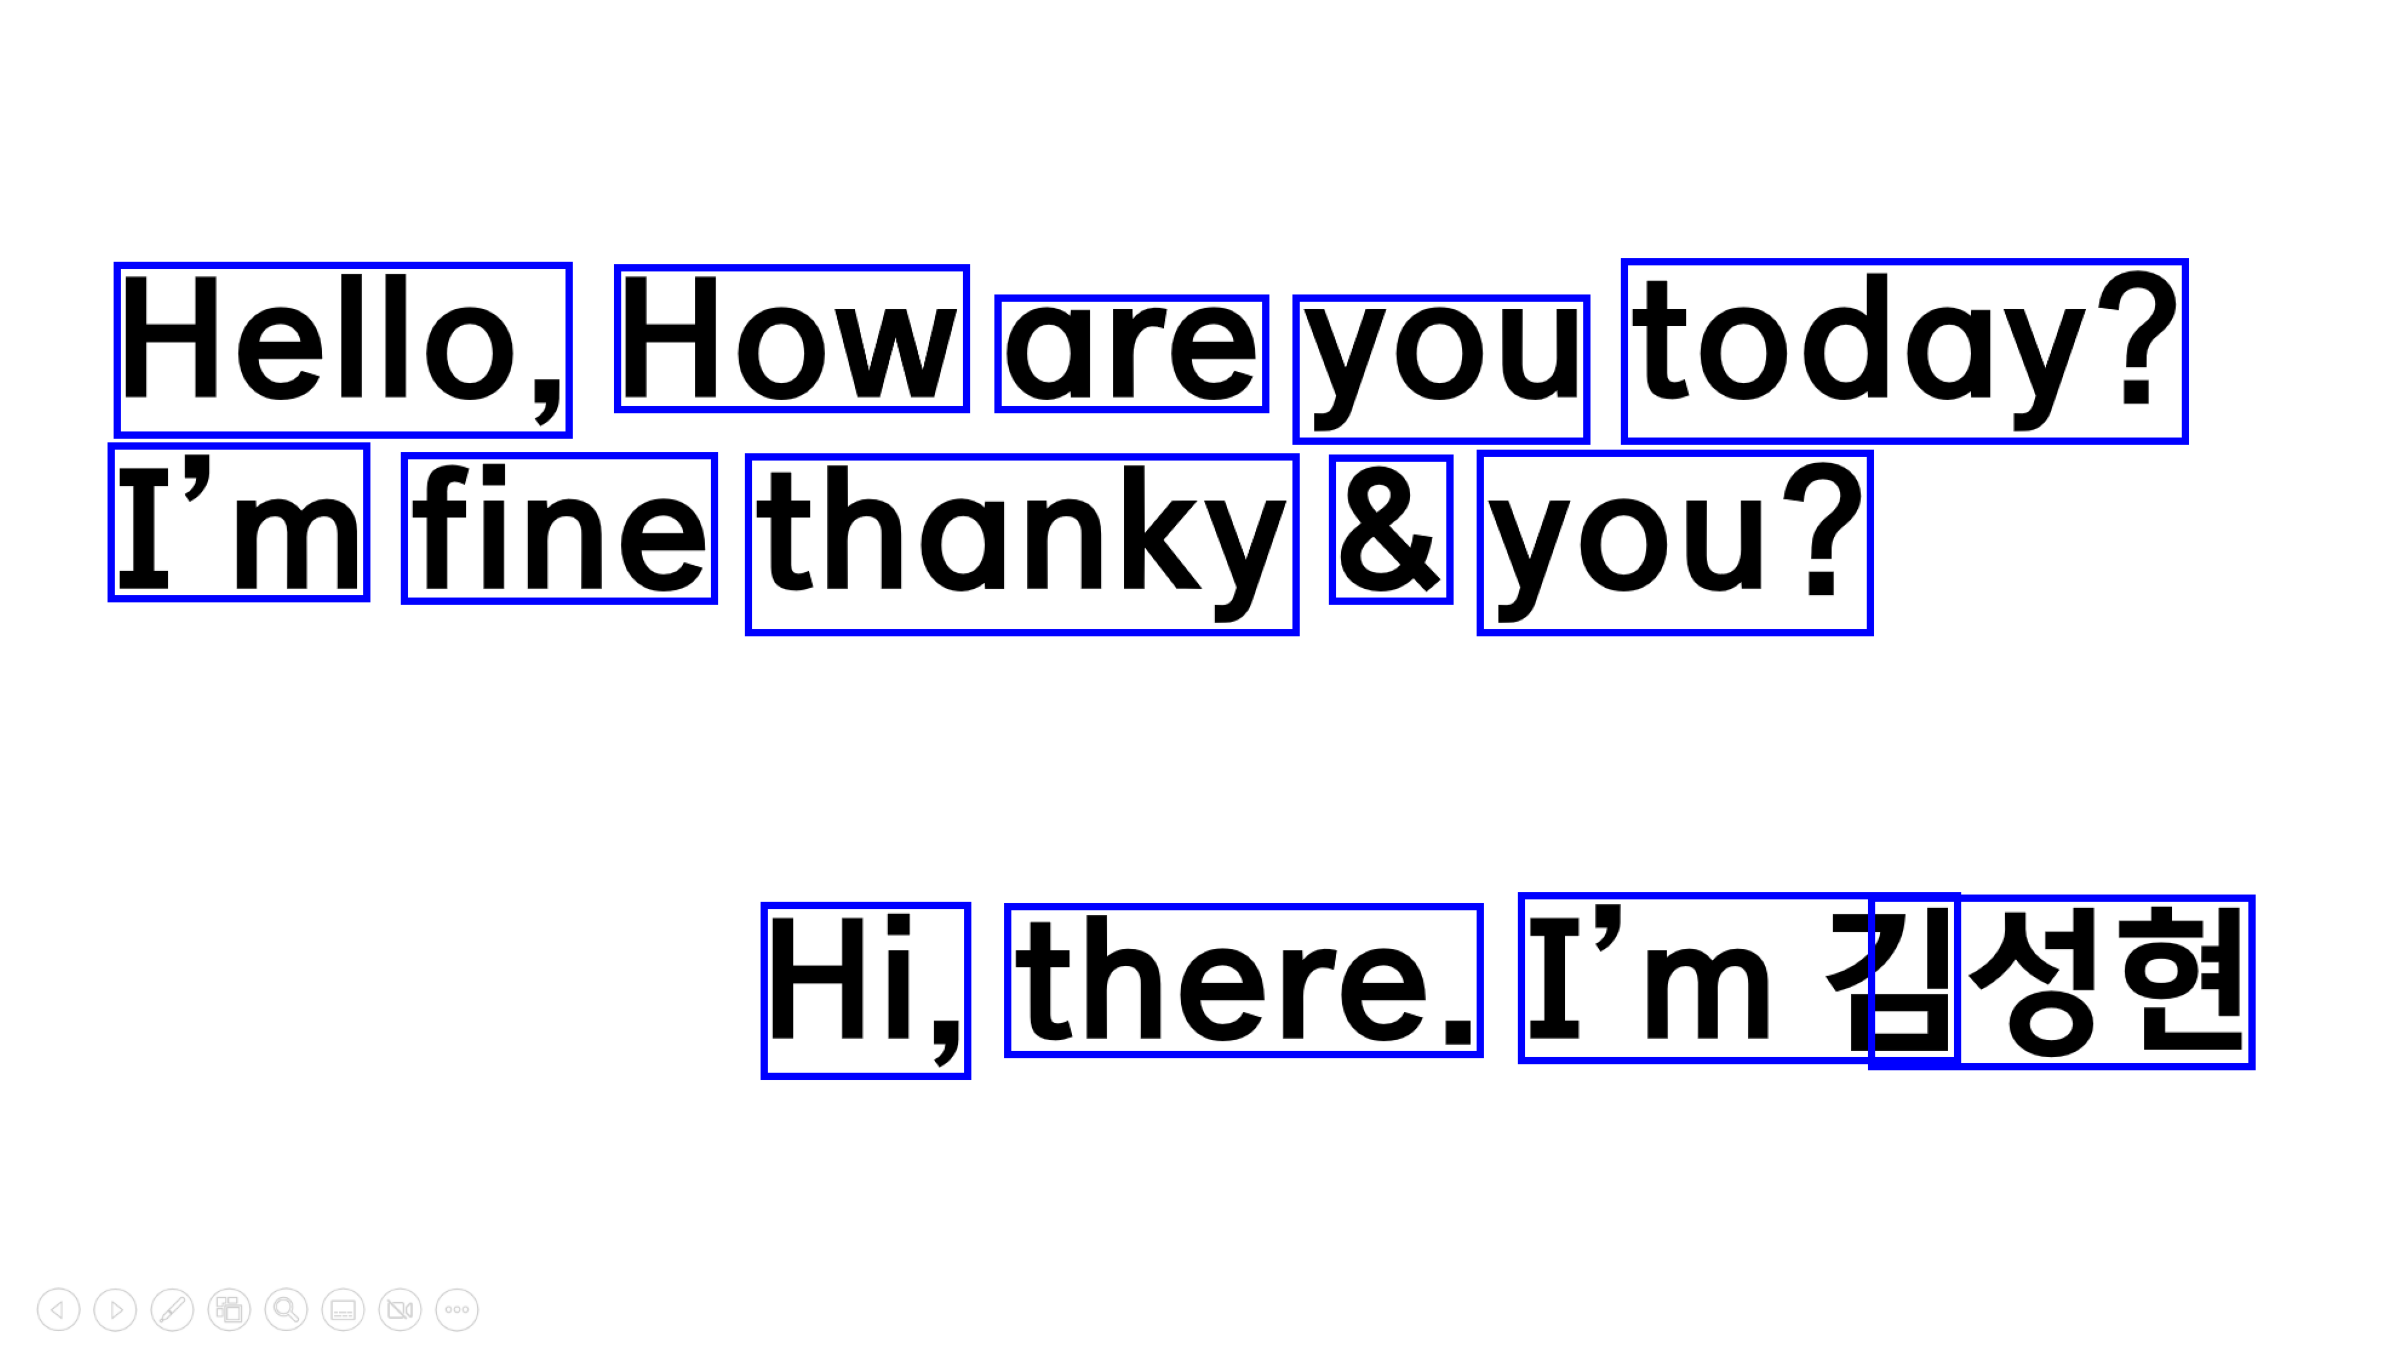 Hello, How are you today?
I’m fine thanky & you?
Hi, there. I’m 김성현